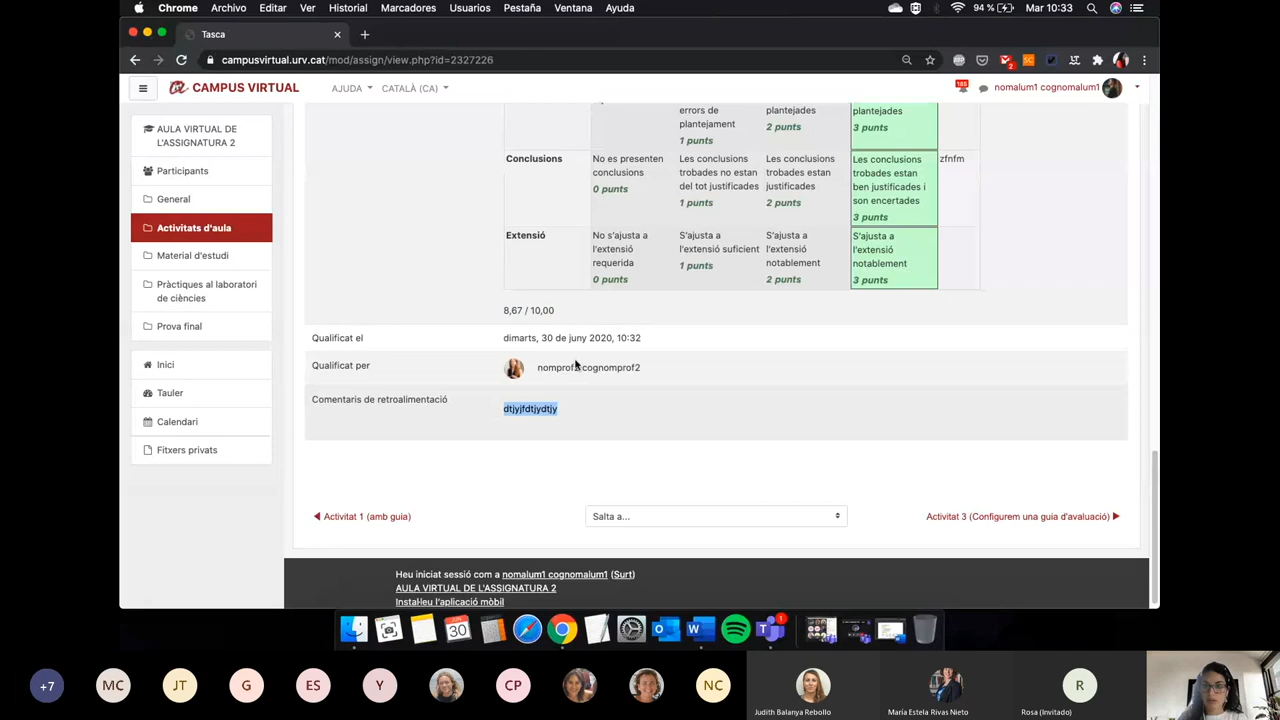 Chrome Archivo Editar Ver Historial Marcadores Usuarios Pestaña Ventana Ayuda 94 % Mar 10:33
Tasca
campusvirtual.urv.cat/mod/assign/view.php?id=2327226
CAMPUS VIRTUAL AJUDA CATALÀ (CA) 188 nomalum1 cognomalum1
AULA VIRTUAL DE
L'ASSIGNATURA 2
Participants
General
Activitats d'aula
Material d'estudi
Pràctiques al laboratori
de ciències
Prova final
Inici
Tauler
Calendari
Fitxers privats
errors de
plantejament
1 punts
plantejades
2 punts
plantejades
3 punts
Conclusions
No es presenten
conclusions
0 punts
Les conclusions
trobades no estan
del tot justificades
1 punts
Les conclusions
trobades estan
justificades
2 punts
Les conclusions
trobades estan
ben justificades i
son encertades
3 punts
zfnfm
Extensió
No s'ajusta a
l'extensió
requerida
0 punts
S'ajusta a
l'extensió suficient
1 punts
S'ajusta a
l'extensió
notablement
2 punts
S'ajusta a
l'extensió
notablement
3 punts
8,67 / 10,00
Qualificat el dimarts, 30 de juny 2020, 10:32
Qualificat per nomprof2 cognomprof2
Comentaris de retroalimentació dtjyjfdtjydtjy
Activitat 1 (amb guia) Salta a... Activitat 3 (Configurem una guia d'avaluació)
Heu iniciat sessió com a nomalum1 cognomalum1 (Surt)
AULA VIRTUAL DE L'ASSIGNATURA 2
Instal·leu l'aplicació mòbil
JUN
30
1
+7 MC JT G ES Y CP NC R
Judith Balanya Rebollo María Estela Rivas Nieto Rosa (Invitado)